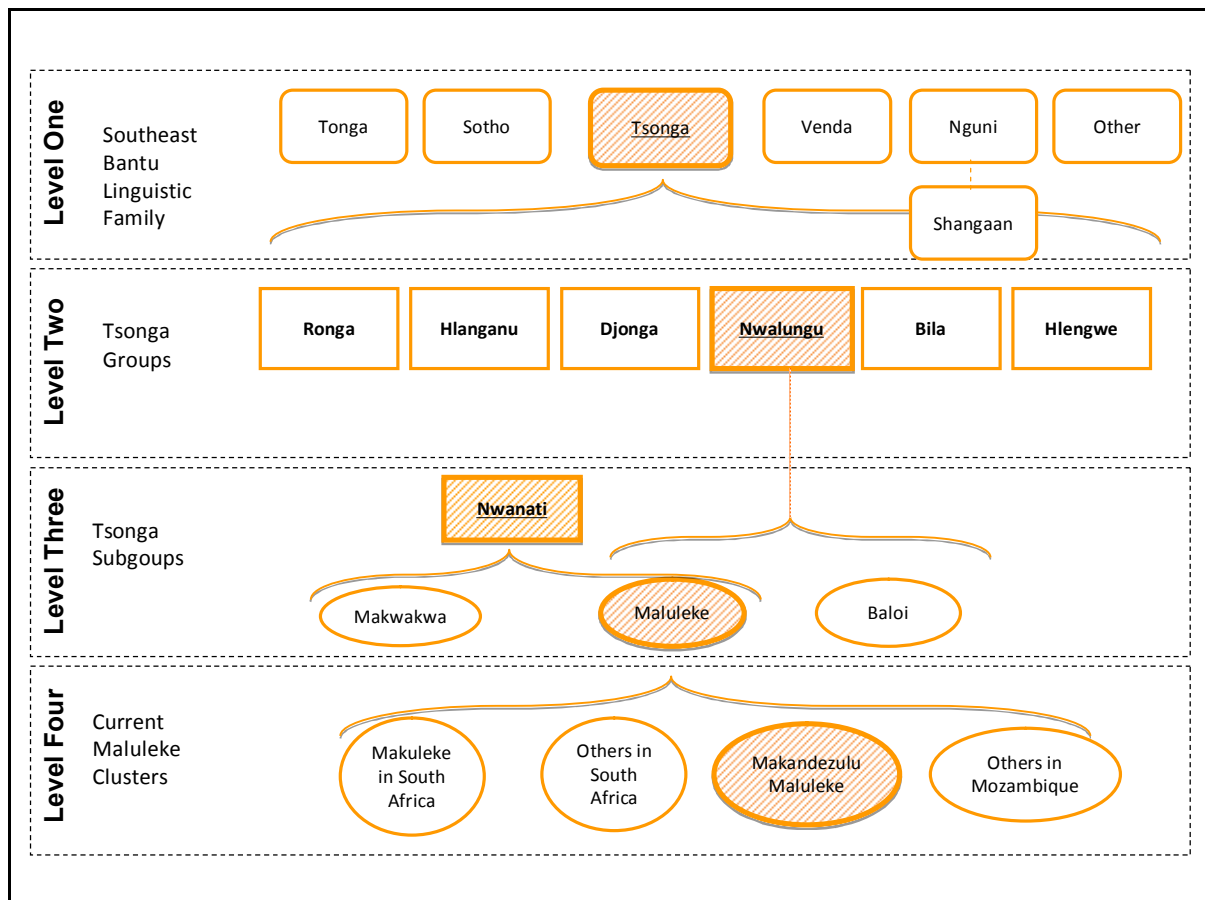 Level One
Southeast
Bantu
Linguistic
Family
Tonga
Sotho
Tsonga
Venda
Nguni
Other
Shangaan
Level Two
Tsonga
Groups
Ronga
Hlanganu
Djonga
Nwalungu
Bila
Hlengwe
Level Three
Tsonga
Subgoups
Nwanati
Makwakwa
Maluleke
Baloi
Level Four
Current
Maluleke
Clusters
Makuleke
in South
Africa
Others in
South
Africa
Makandezulu
Maluleke
Others in
Mozambique